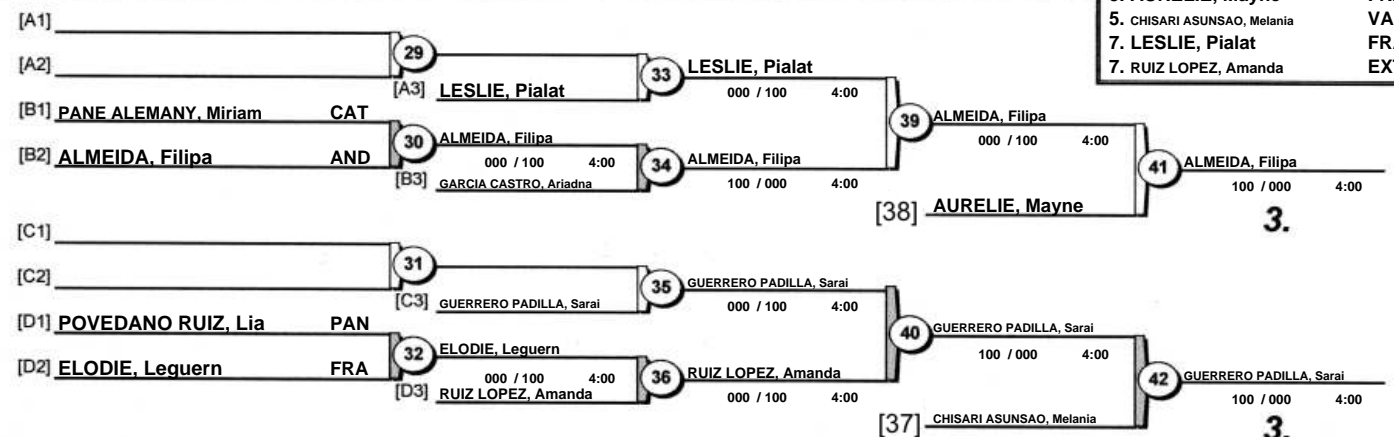 5. CHISARI ASUNSAO, Melania VA
7. LESLIE, Pialat FRA
7. RUIZ LOPEZ, Amanda EXT
[A1]
29
[A2]
[A3] LESLIE, Pialat
33
LESLIE, Pialat
000 / 100 4:00
[B1] PANE ALEMANY, Miriam CAT
30
[B2] ALMEIDA, Filipa AND
ALMEIDA, Filipa
000 / 100 4:00
[B3] GARCIA CASTRO, Ariadna
34
ALMEIDA, Filipa
100 / 000 4:00
39
ALMEIDA, Filipa
000 / 100 4:00
[38] AURELIE, Mayne
41
ALMEIDA, Filipa
100 / 000 4:00
3.
[C1]
31
[C2]
[C3] GUERRERO PADILLA, Sarai
35
GUERRERO PADILLA, Sarai
000 / 100 4:00
[D1] POVEDANO RUIZ, Lia PAN
32
[D2] ELODIE, Leguern FRA
ELODIE, Leguern
000 / 100 4:00
[D3] RUIZ LOPEZ, Amanda
36
RUIZ LOPEZ, Amanda
000 / 100 4:00
40
GUERRERO PADILLA, Sarai
100 / 000 4:00
[37] CHISARI ASUNSAO, Melania
42
GUERRERO PADILLA, Sarai
100 / 000 4:00
3.